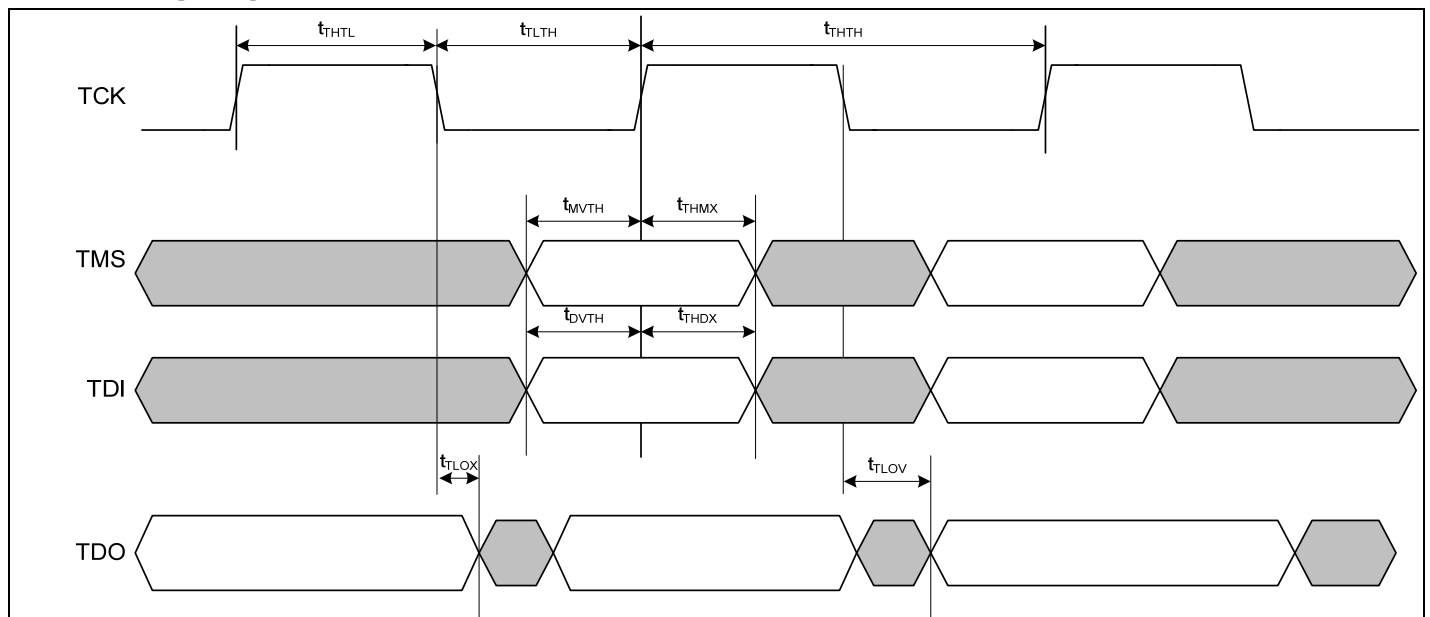 tTHTL tTLTH tTHTH
TCK
tMVTH tTHMX
TMS
tDVTH tTHDX
TDI
tTLOX tTLOV
TDO